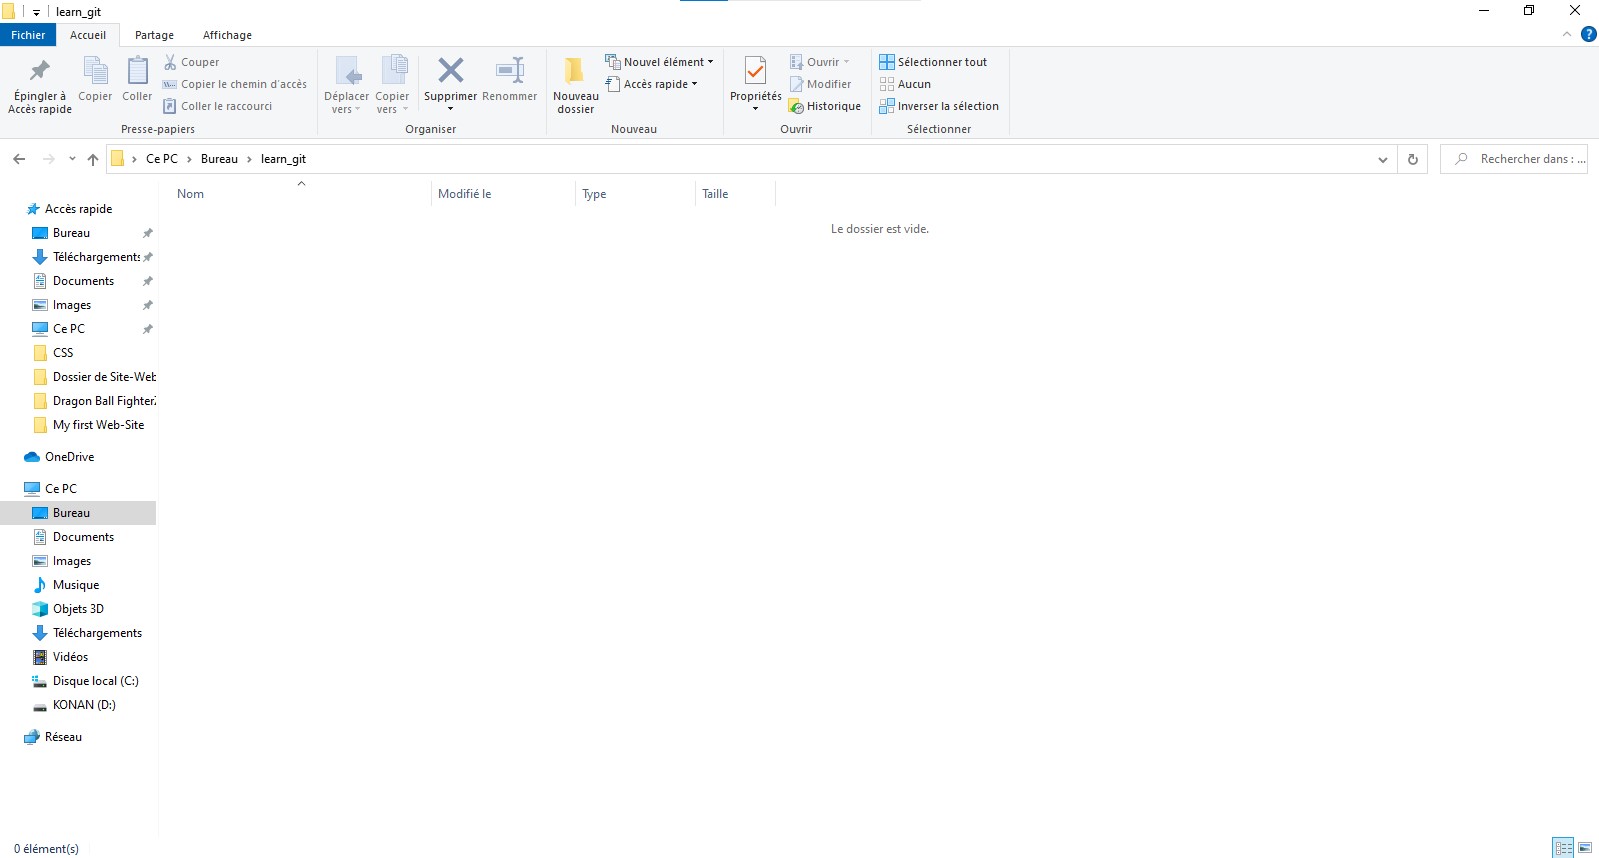 learn_git
Fichier Accueil Partage Affichage
Épingler à Accès rapide
Copier
Coller
Couper
Copier le chemin d'accès
Coller le raccourci
Presse-papiers
Déplacer vers
Copier vers
Supprimer
Renommer
Organiser
Nouveau dossier
Nouvel élément
Accès rapide
Nouveau
Propriétés
Ouvrir
Modifier
Historique
Ouvrir
Sélectionner tout
Aucun
Inverser la sélection
Sélectionner
Ce PC Bureau learn_git
Rechercher dans : ...
Nom Modifié le Type Taille
Le dossier est vide.
Accès rapide
Bureau
Téléchargements
Documents
Images
Ce PC
CSS
Dossier de Site-Web
Dragon Ball FighterZ
My first Web-Site
OneDrive
Ce PC
Bureau
Documents
Images
Musique
Objets 3D
Téléchargements
Vidéos
Disque local (C:)
KONAN (D:)
Réseau
0 élément(s)